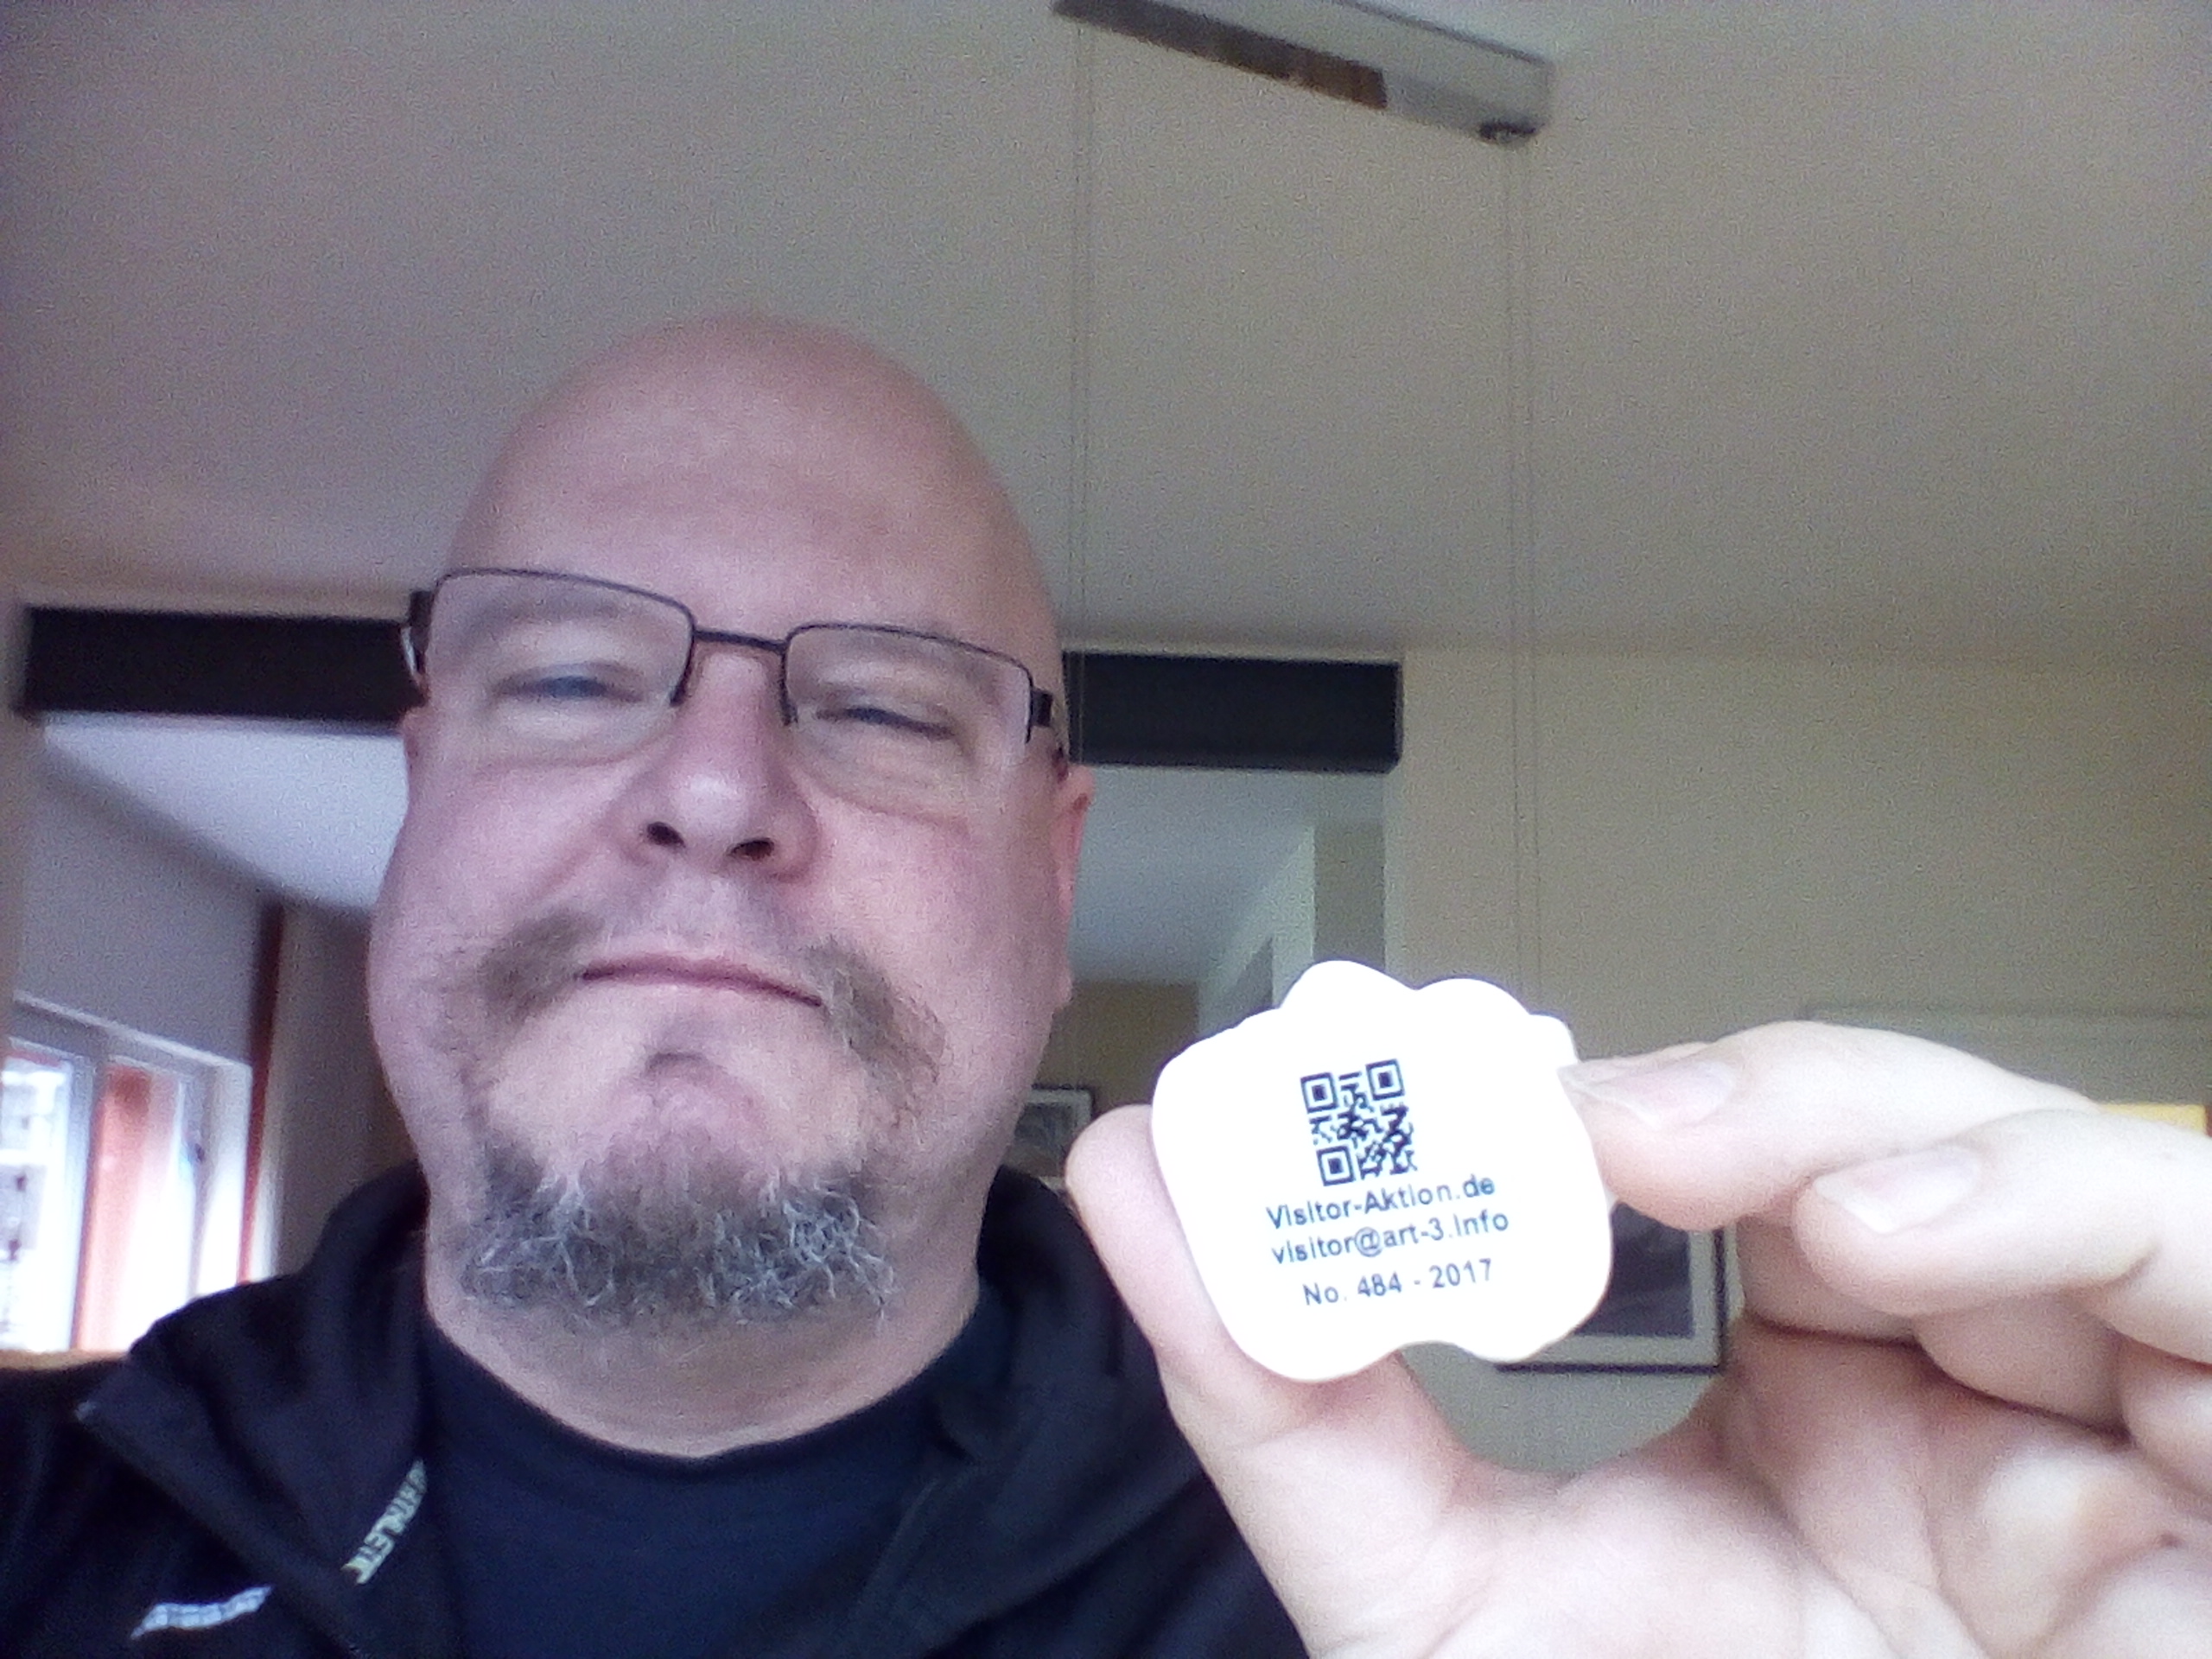 Visitor-Aktion.de
visitor@art-3.info
No. 484 - 2017